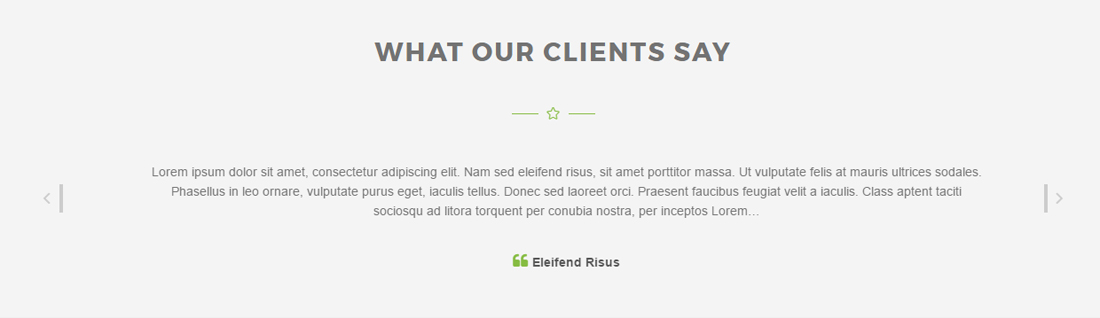 WHAT OUR CLIENTS SAY
Lorem ipsum dolor sit amet, consectetur adipiscing elit. Nam sed eleifend risus, sit amet porttitor massa. Ut vulputate felis at mauris ultrices sodales.
Phasellus in leo ornare, vulputate purus eget, iaculis tellus. Donec sed laoreet orci. Praesent faucibus feugiat velit a iaculis. Class aptent taciti
sociosqu ad litora torquent per conubia nostra, per inceptos Lorem…
Eleifend Risus